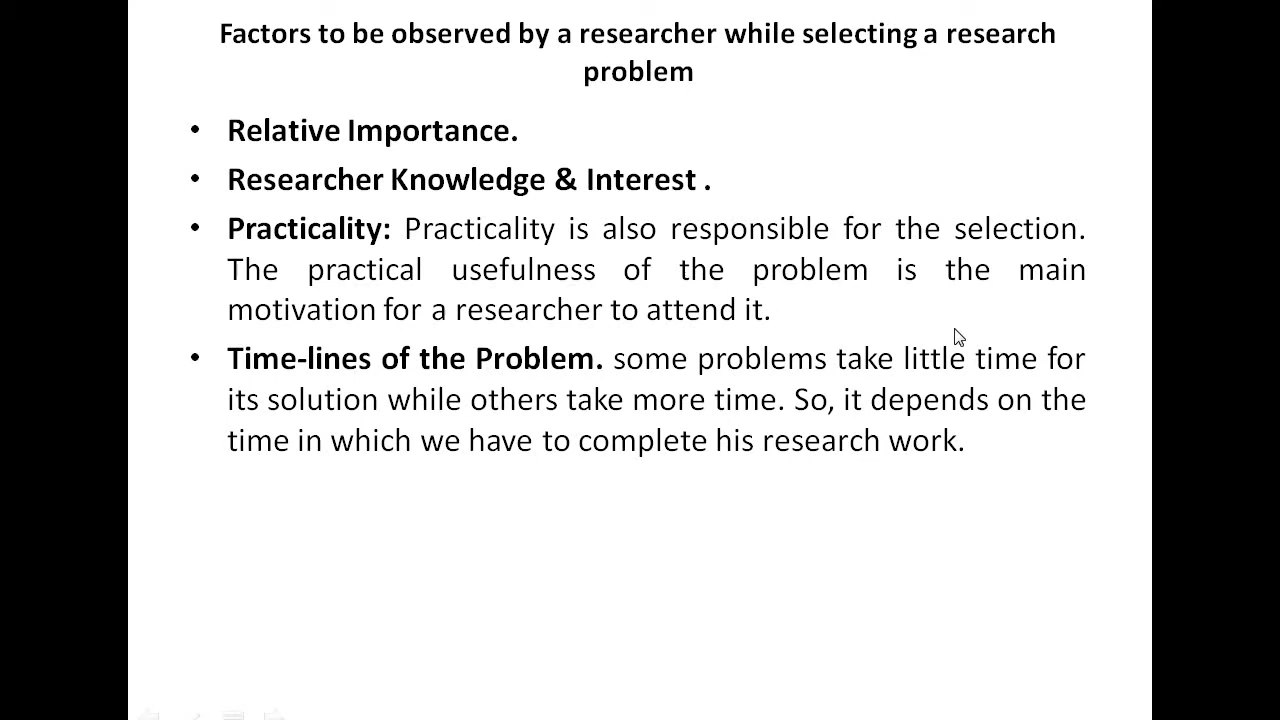 Factors to be observed by a researcher while selecting a research
problem
• Relative Importance.
• Researcher Knowledge & Interest .
• Practicality: Practicality is also responsible for the selection.
The practical usefulness of the problem is the main
motivation for a researcher to attend it.
• Time-lines of the Problem. some problems take little time for
its solution while others take more time. So, it depends on the
time in which we have to complete his research work.